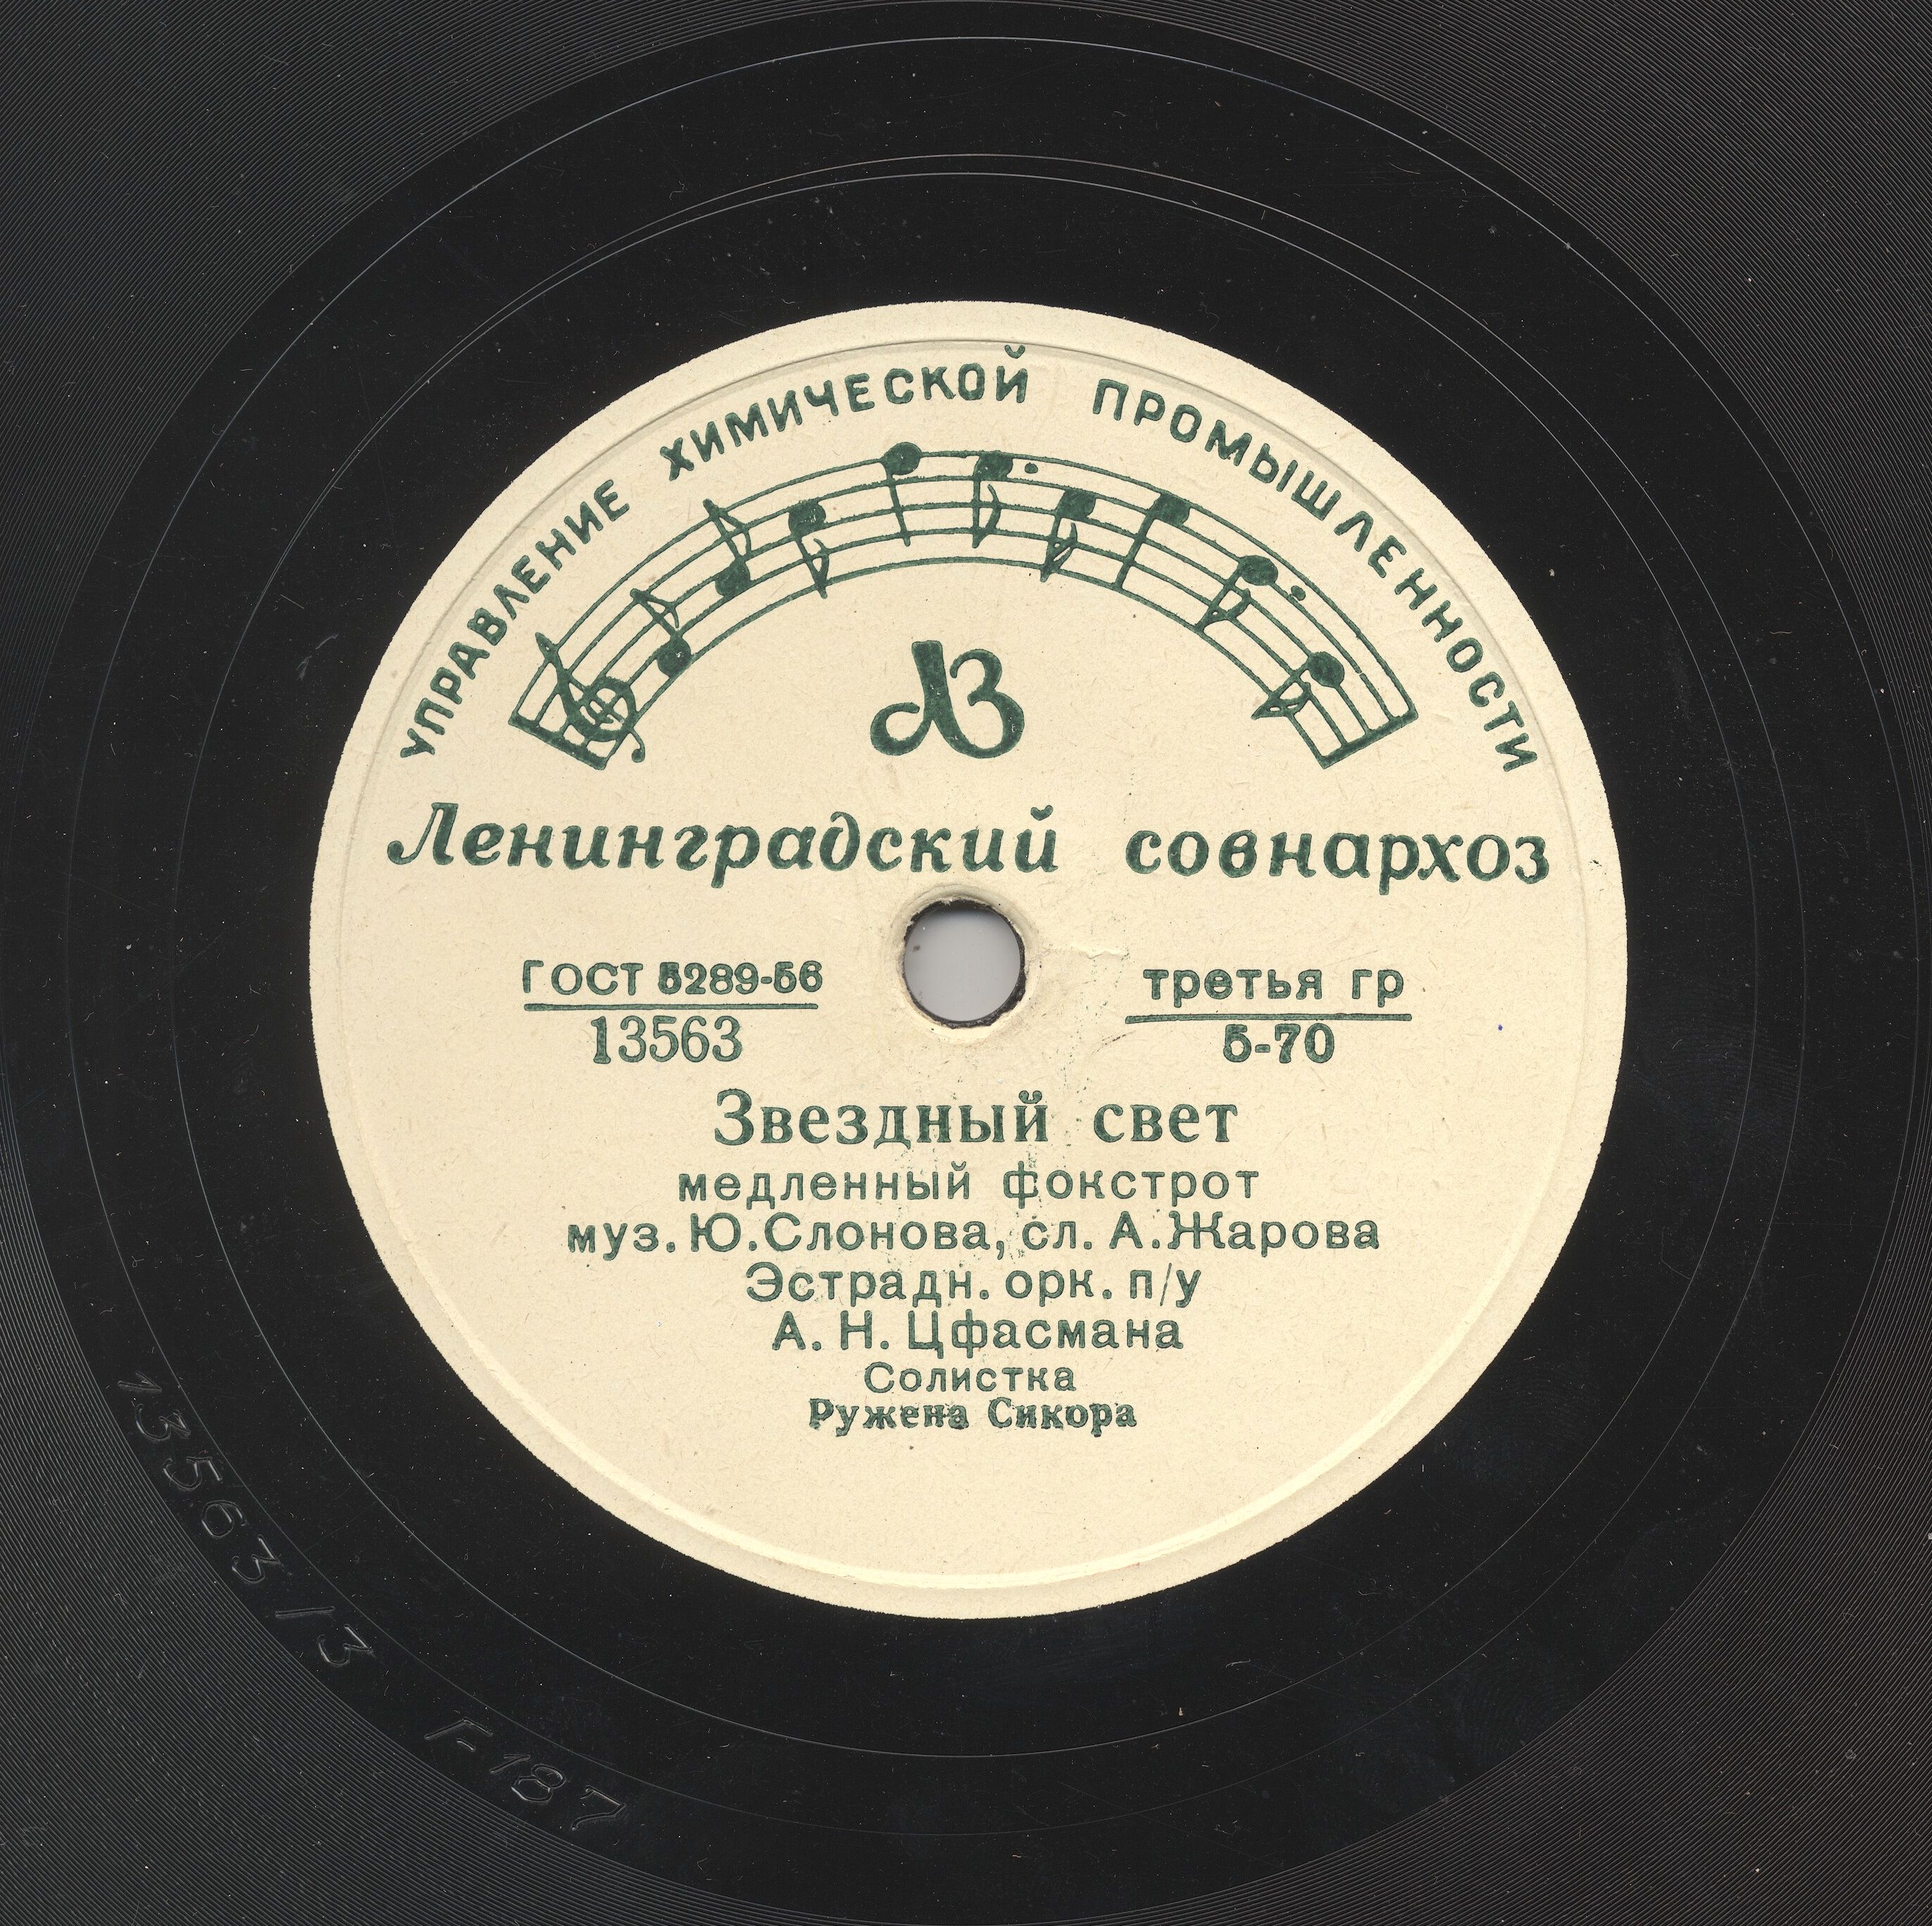 УПРАВЛЕНИЕ ХИМИЧЕСКОЙ ПРОМЫШЛЕННОСТИ
ЛЗ
Ленинградский совнархоз
ГОСТ 5289-56
13563
третья гр
5-70
Звездный свет
медленный фокстрот
муз. Ю. Слонова, сл. А. Жарова
Эстрадн. орк. п/у
А. Н. Цфасмана
Солистка
Ружена Сикора
13563/3 Г-187